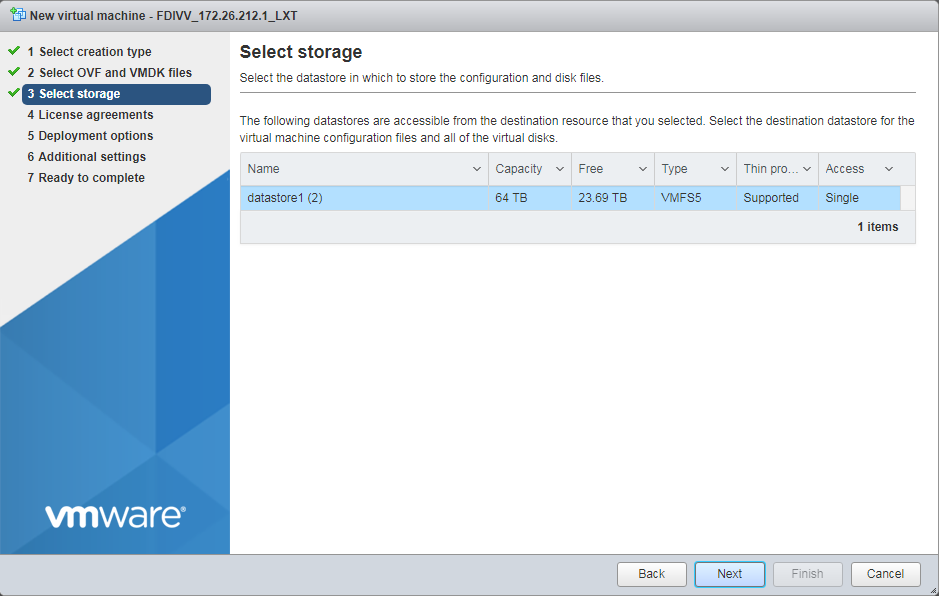 New virtual machine - FDIVV_172.26.212.1_LXT
1 Select creation type
2 Select OVF and VMDK files
3 Select storage
4 License agreements
5 Deployment options
6 Additional settings
7 Ready to complete
vmware®
Select storage
Select the datastore in which to store the configuration and disk files.
The following datastores are accessible from the destination resource that you selected. Select the destination datastore for the
virtual machine configuration files and all of the virtual disks.
Name Capacity Free Type Thin pro... Access
datastore1 (2) 64 TB 23.69 TB VMFS5 Supported Single
1 items
Back Next Finish Cancel